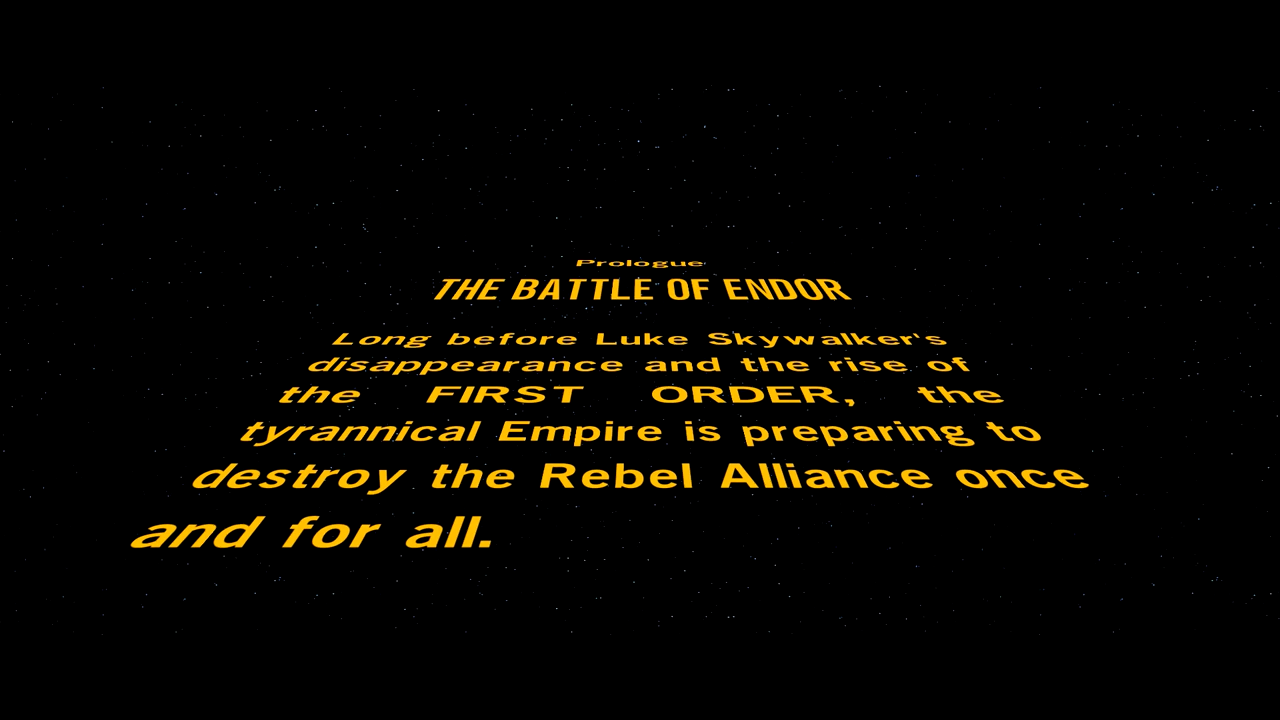 Prologue
THE BATTLE OF ENDOR
Long before Luke Skywalker's
disappearance and the rise of
the FIRST ORDER, the
tyrannical Empire is preparing to
destroy the Rebel Alliance once
and for all.